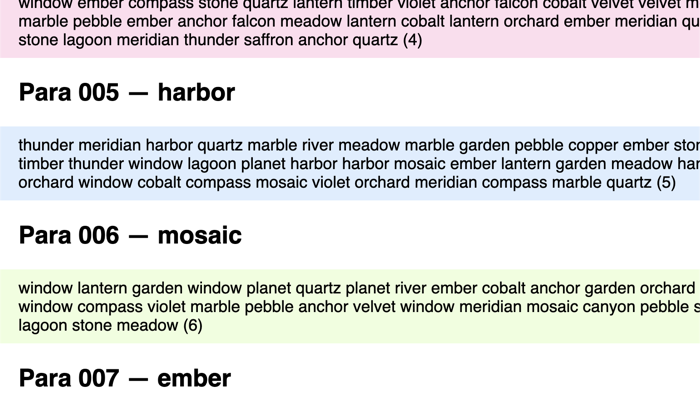 window ember compass stone quartz lantern timber violet anchor falcon cobalt velvet velvet
marble pebble ember anchor falcon meadow lantern cobalt lantern orchard ember meridian
stone lagoon meridian thunder saffron anchor quartz (4)
Para 005 — harbor
thunder meridian harbor quartz marble river meadow marble garden pebble copper ember
timber thunder window lagoon planet harbor harbor mosaic ember lantern garden meadow
orchard window cobalt compass mosaic violet orchard meridian compass marble quartz (5)
Para 006 — mosaic
window lantern garden window planet quartz planet river ember cobalt anchor garden orchard
window compass violet marble pebble anchor velvet window meridian mosaic canyon pebble
lagoon stone meadow (6)
Para 007 — ember